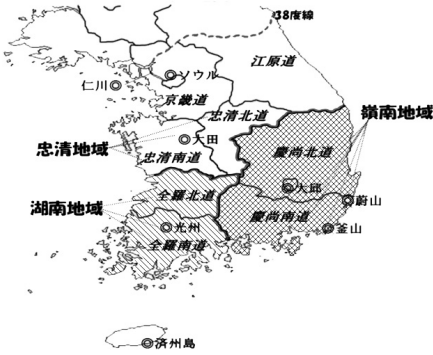 38度線
江原道
ソウル
仁川
京畿道
忠清北道
嶺南地域
忠清地域
大田
忠清南道
慶尚北道
全羅北道
大邱
湖南地域
蔚山
慶尚南道
光州
釜山
全羅南道
済州島